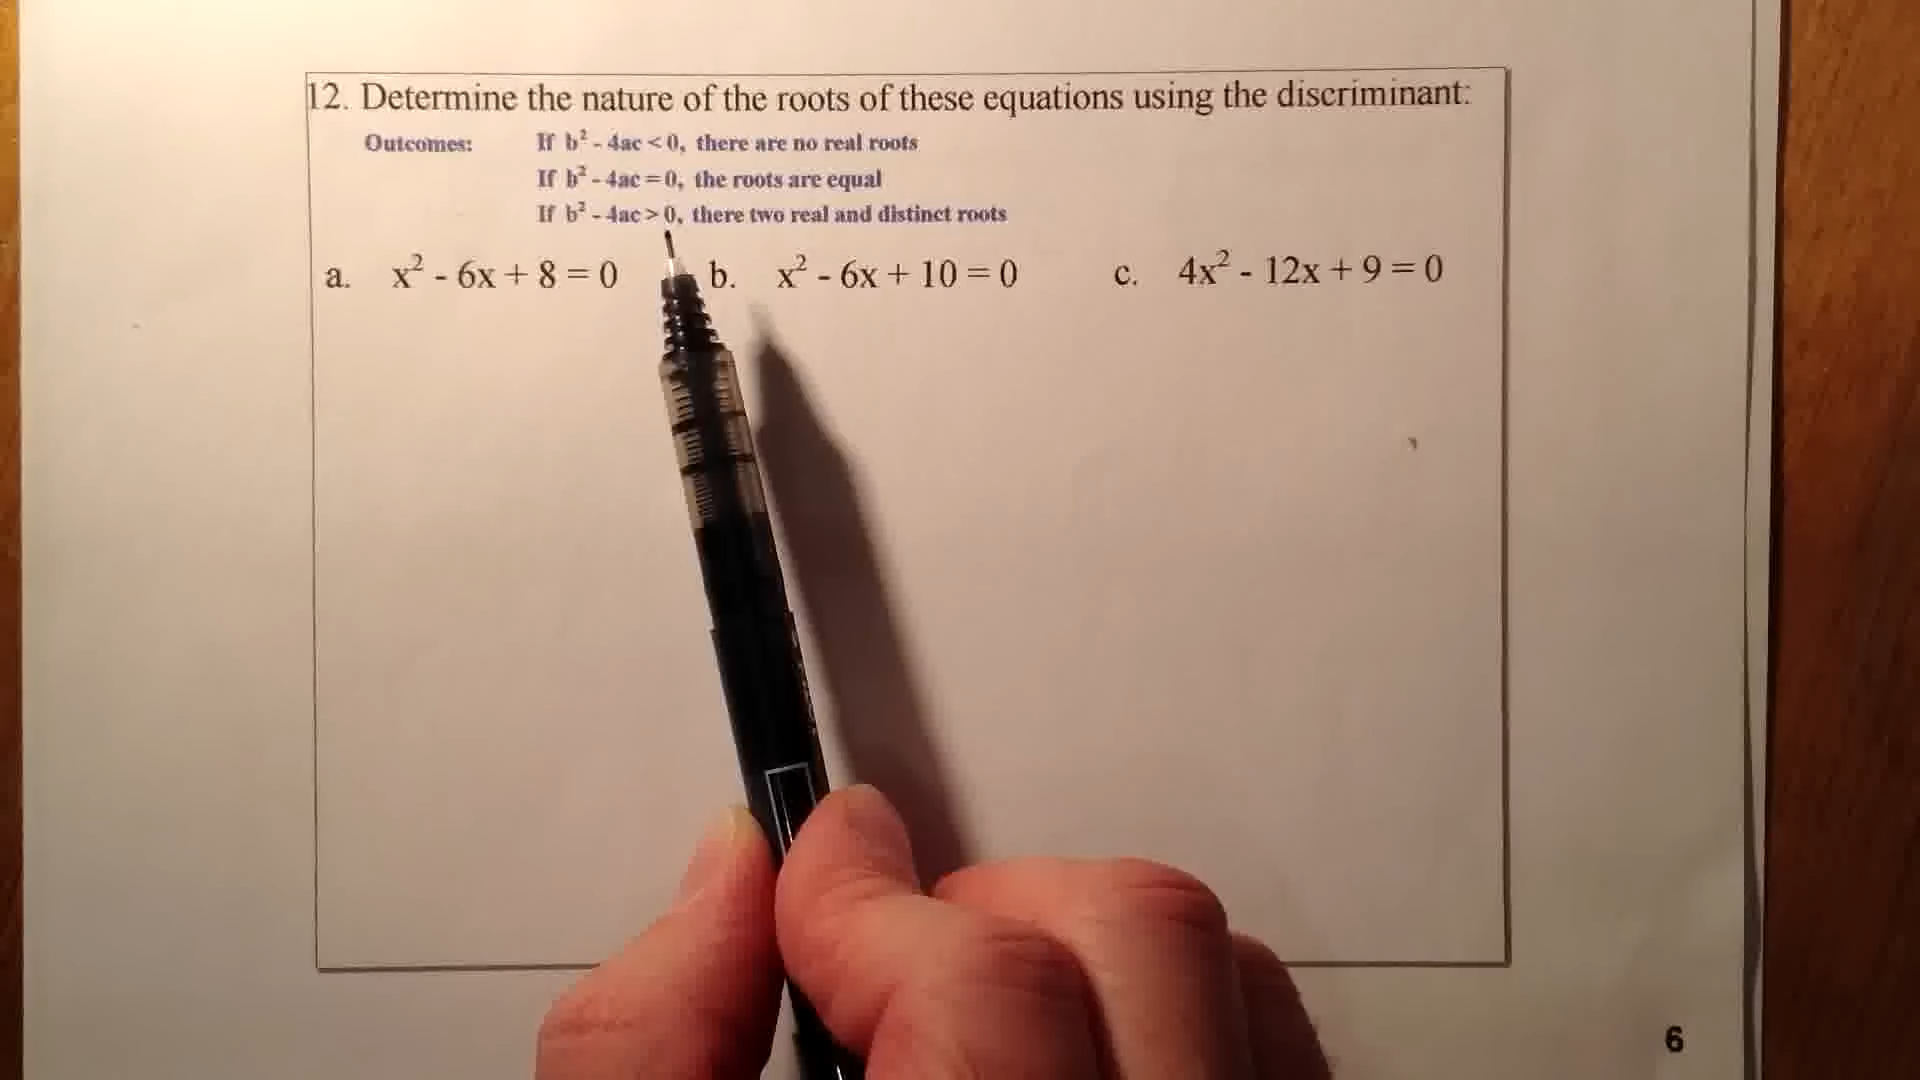 12. Determine the nature of the roots of these equations using the discriminant:
Outcomes: If b² - 4ac < 0, there are no real roots
If b² - 4ac = 0, the roots are equal
If b² - 4ac > 0, there two real and distinct roots
a. x² - 6x + 8 = 0 b. x² - 6x + 10 = 0 c. 4x² - 12x + 9 = 0
6